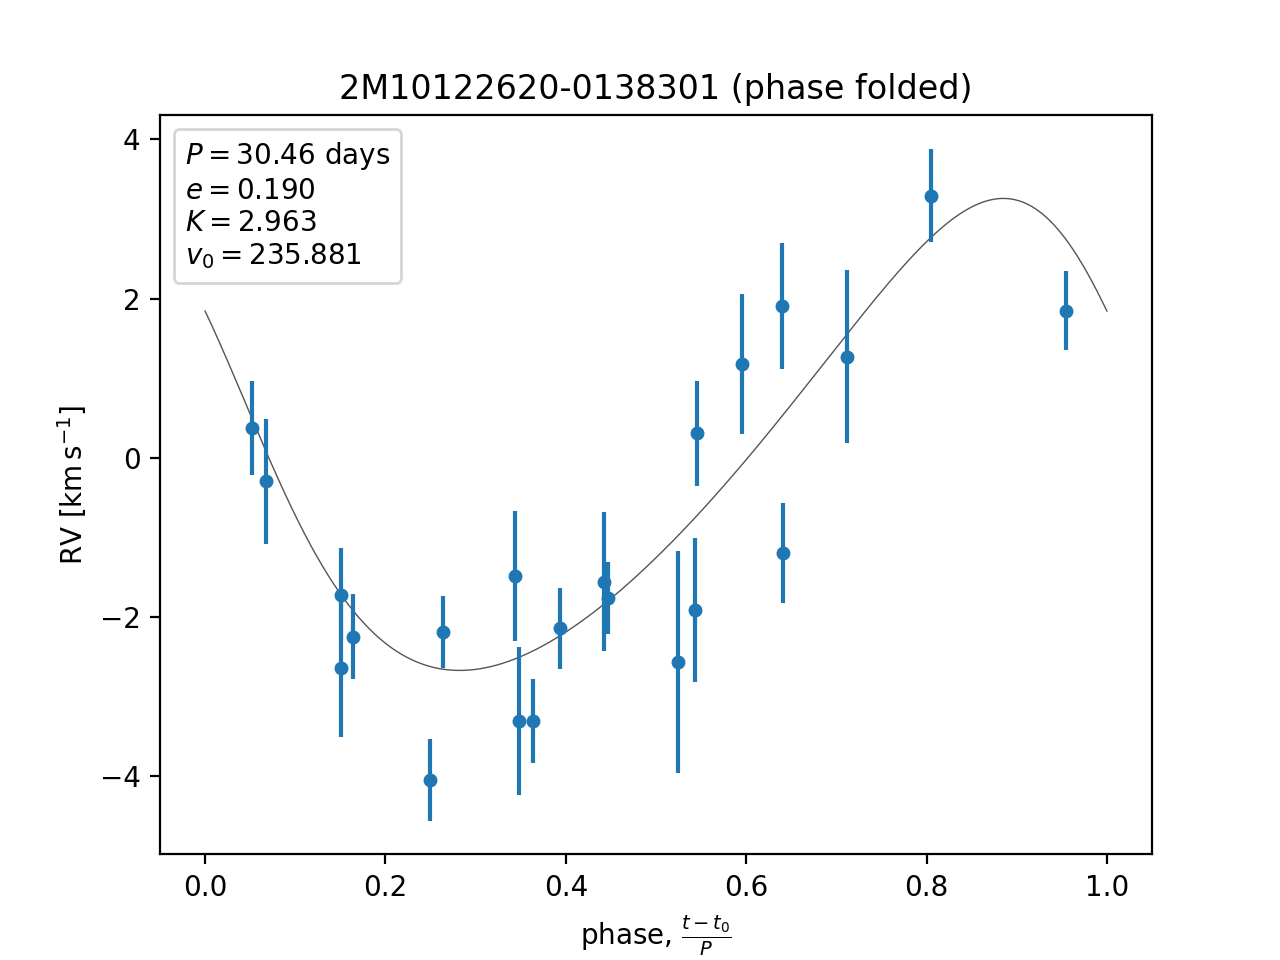 2M10122620-0138301 (phase folded)
P = 30.46 days
e = 0.190
K = 2.963
v₀ = 235.881
RV [km s⁻¹]
4
2
0
−2
−4
0.0 0.2 0.4 0.6 0.8 1.0
phase, (t − t₀)/P